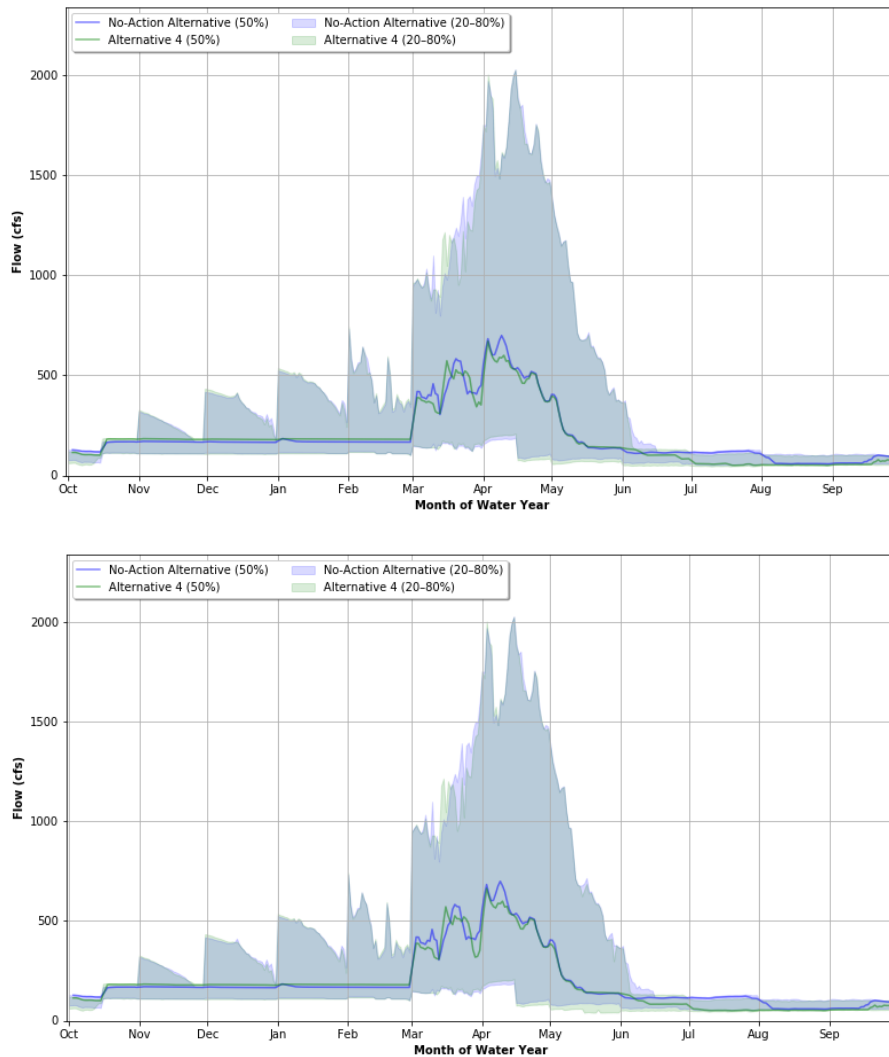 No-Action Alternative (50%) No-Action Alternative (20–80%)
Alternative 4 (50%) Alternative 4 (20–80%)
2000
1500
1000
500
0
Flow (cfs)
Oct Nov Dec Jan Feb Mar Apr May Jun Jul Aug Sep
Month of Water Year
No-Action Alternative (50%) No-Action Alternative (20–80%)
Alternative 4 (50%) Alternative 4 (20–80%)
2000
1500
1000
500
0
Flow (cfs)
Oct Nov Dec Jan Feb Mar Apr May Jun Jul Aug Sep
Month of Water Year